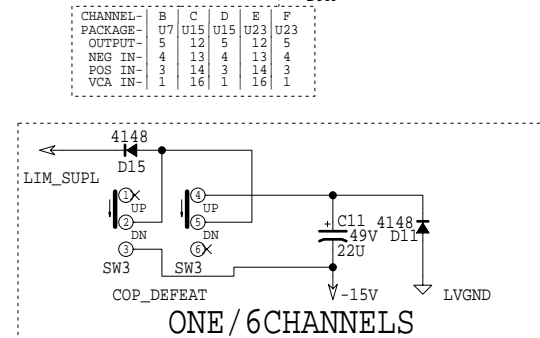 CHANNEL- B C D E F
PACKAGE- U7 U15 U15 U23 U23
OUTPUT- 5 12 5 12 5
NEG IN- 4 13 4 13 4
POS IN- 3 14 3 14 3
VCA IN- 1 16 1 16 1
4148
D15
LIM_SUPL
1 UP
2 DN
3
SW3
4 UP
5 DN
6
SW3
COP_DEFEAT
+ C11
49V
22U
4148
D11
-15V
LVGND
ONE/6CHANNELS